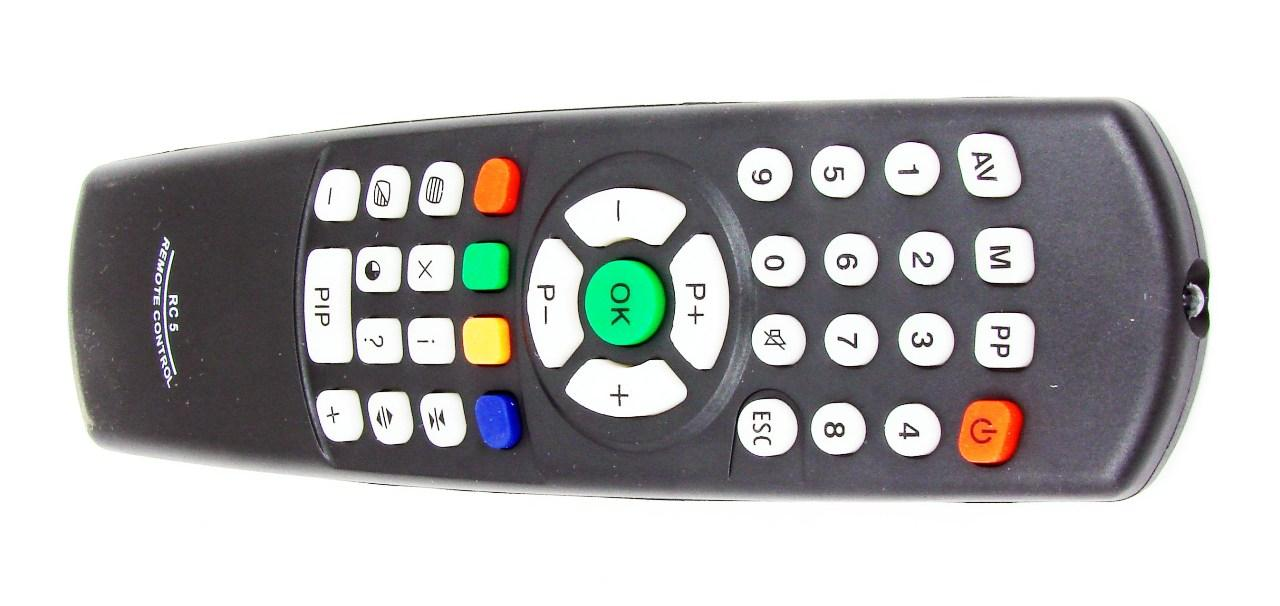 AV M PP
1 2 3 4
5 6 7 8
9 0 ESC
P+
− OK +
P−
× i
?
− PIP +
RC 5
REMOTE CONTROL